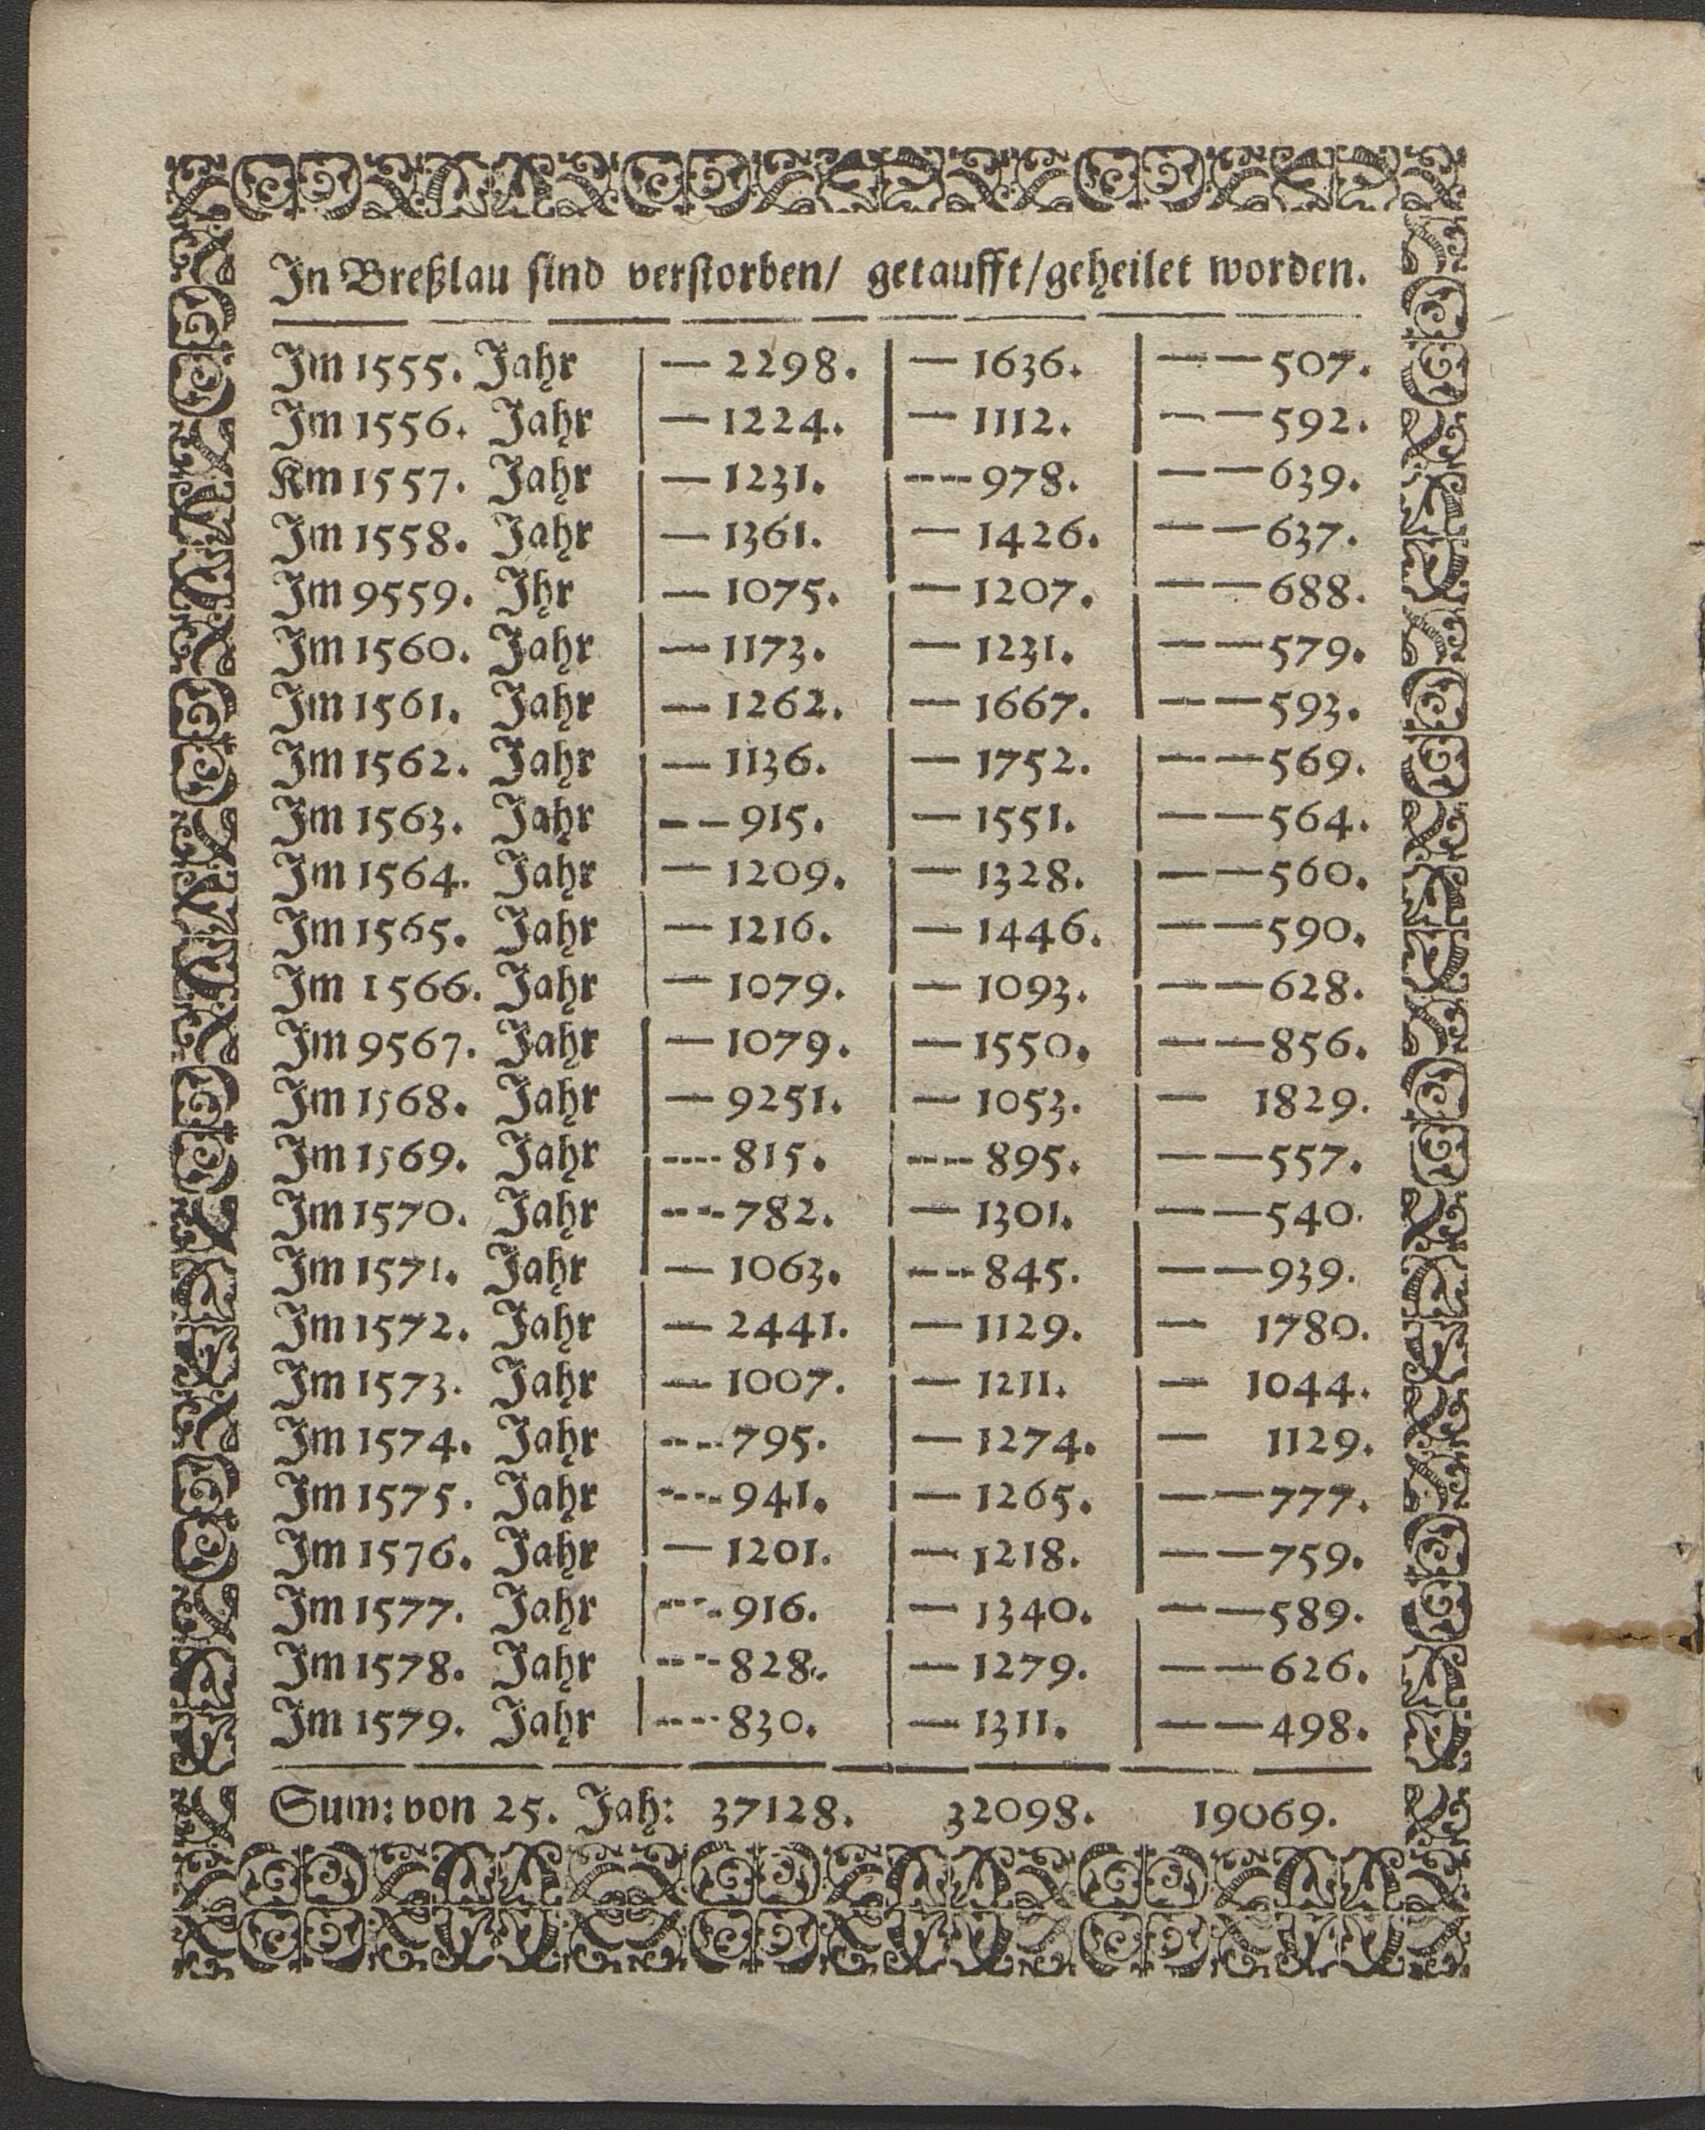 In Breßlau sind verstorben/ getaufft/geheilet worden.
Im 1555. Jahr — 2298. — 1636. — — 507.
Im 1556. Jahr — 1224. — 1112. — — 592.
Km 1557. Jahr — 1231. --- 978. — — 639.
Im 1558. Jahr — 1361. — 1426. — — 637.
Im 9559. Ihr — 1075. — 1207. — — 688.
Im 1560. Jahr — 1173. — 1231. — — 579.
Im 1561. Jahr — 1262. — 1667. — — 593.
Im 1562. Jahr — 1136. — 1752. — — 569.
Im 1563. Jahr — — 915. — 1551. — — 564.
Im 1564. Jahr — 1209. — 1328. — — 560.
Im 1565. Jahr — 1216. — 1446. — — 590.
Im 1566. Jahr — 1079. — 1093. — — 628.
Im 9567. Jahr — 1079. — 1550. — — 856.
Im 1568. Jahr — 9251. — 1053. — 1829.
Im 1569. Jahr ---- 815. --- 895. — — 557.
Im 1570. Jahr --- 782. — 1301. — — 540.
Im 1571. Jahr — 1063. --- 845. — — 939.
Im 1572. Jahr — 2441. — 1129. — 1780.
Im 1573. Jahr — 1007. — 1211. — 1044.
Im 1574. Jahr --- 795. — 1274. — 1129.
Im 1575. Jahr --- 941. — 1265. — — 777.
Im 1576. Jahr — 1201. — 1218. — — 759.
Im 1577. Jahr --- 916. — 1340. — — 589.
Im 1578. Jahr --- 828. — 1279. — — 626.
Im 1579. Jahr --- 830. — 1311. — — 498.
Sum: von 25. Jah: 37128. 32098. 19069.